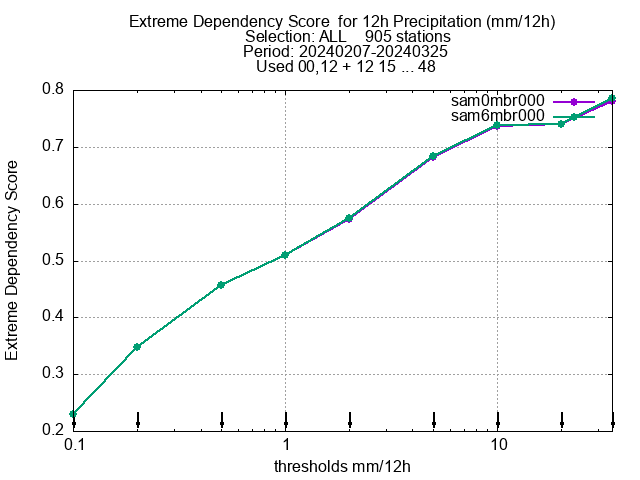 Extreme Dependency Score  for 12h Precipitation (mm/12h)
Selection: ALL    905 stations
Period: 20240207-20240325
Used 00,12 + 12 15 ... 48
sam0mbr000
sam6mbr000
Extreme Dependency Score
0.8
0.7
0.6
0.5
0.4
0.3
0.2
0.1 1 10
thresholds mm/12h